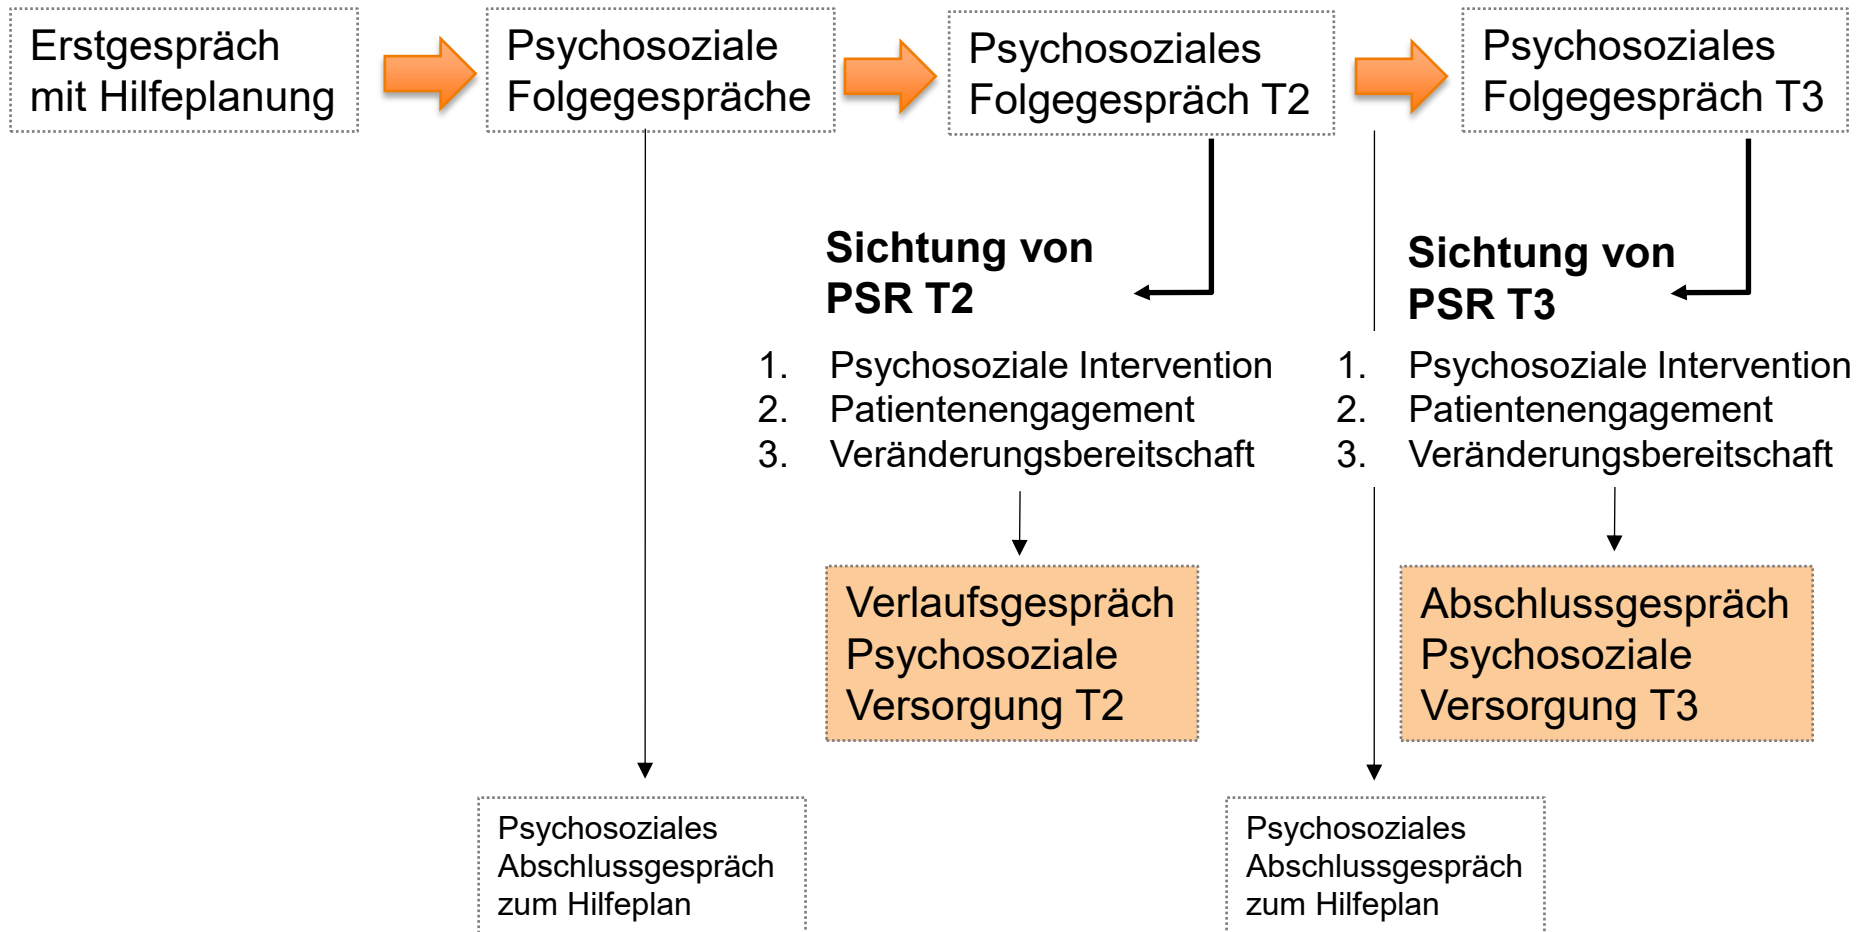 Erstgespräch
mit Hilfeplanung
Psychosoziale
Folgegespräche
Psychosoziales
Folgegespräch T2
Psychosoziales
Folgegespräch T3
Sichtung von
PSR T2
1. Psychosoziale Intervention
2. Patientenengagement
3. Veränderungsbereitschaft
Sichtung von
PSR T3
1. Psychosoziale Intervention
2. Patientenengagement
3. Veränderungsbereitschaft
Verlaufsgespräch
Psychosoziale
Versorgung T2
Abschlussgespräch
Psychosoziale
Versorgung T3
Psychosoziales
Abschlussgespräch
zum Hilfeplan
Psychosoziales
Abschlussgespräch
zum Hilfeplan